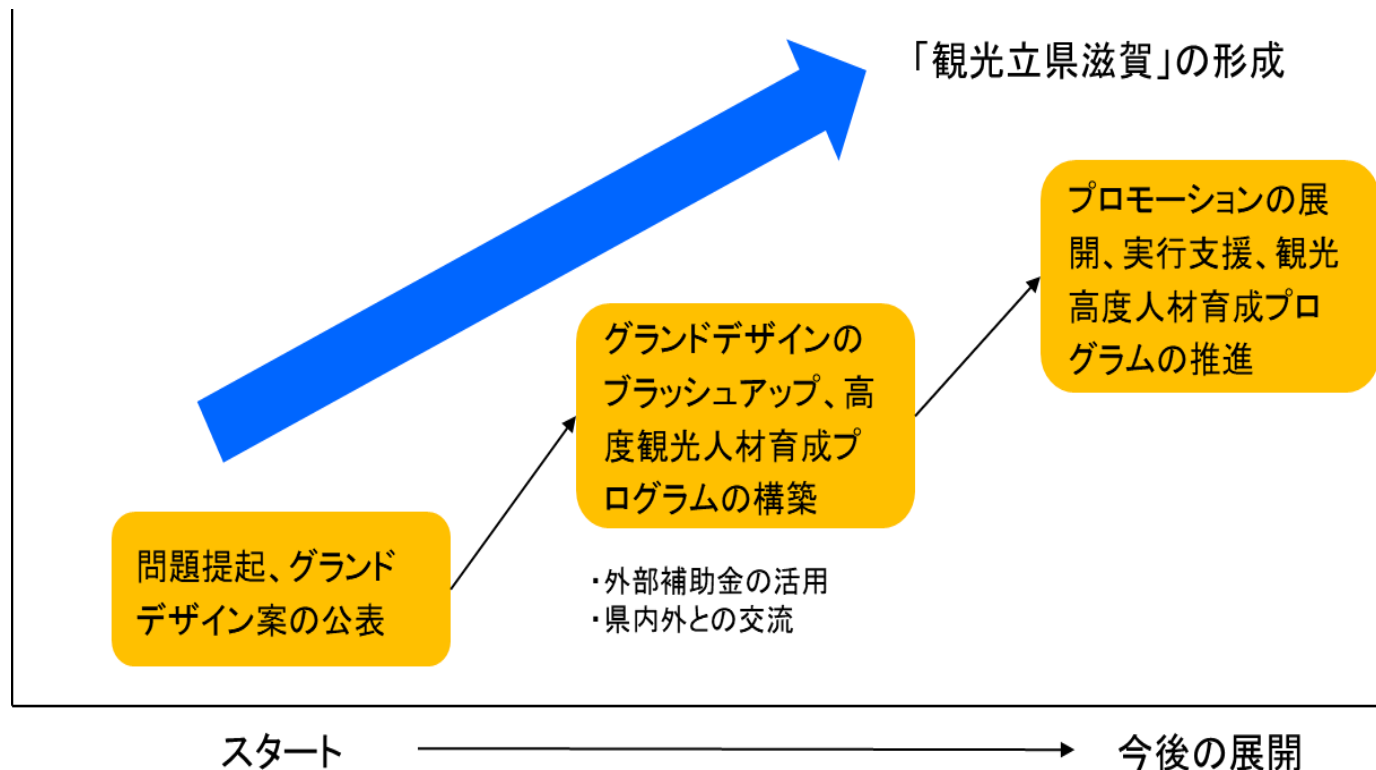 「観光立県滋賀」の形成
プロモーションの展
開、実行支援、観光
高度人材育成プロ
グラムの推進
グランドデザインの
ブラッシュアップ、高
度観光人材育成プ
ログラムの構築
・外部補助金の活用
・県内外との交流
問題提起、グランド
デザイン案の公表
スタート
今後の展開